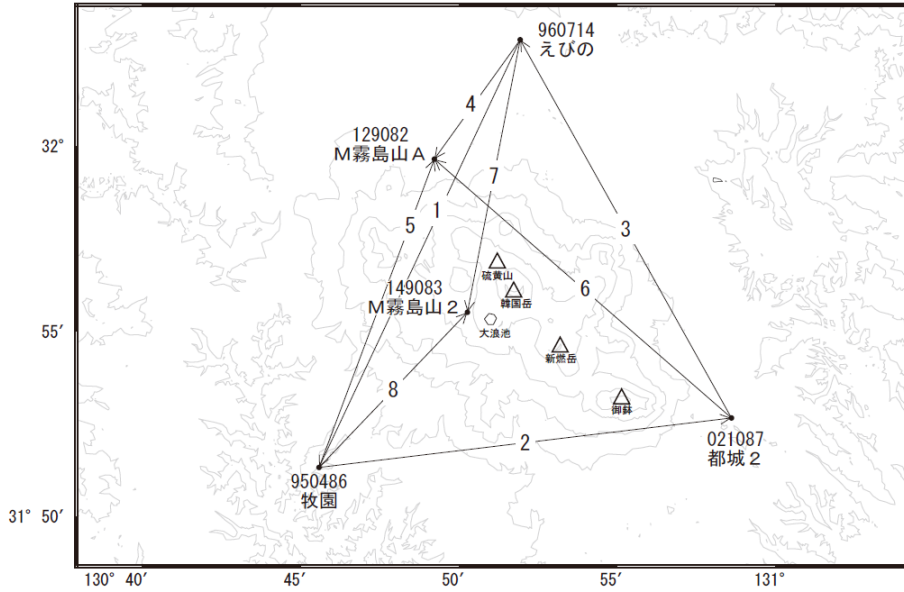 960714
えびの
4
129082
M霧島山A
32°
7
5
1
3
硫黄山
149083
M霧島山2
韓国岳
6
大浪池
55′
新燃岳
8
御鉢
2
021087
都城2
950486
牧園
31° 50′
130° 40′
45′
50′
55′
131°